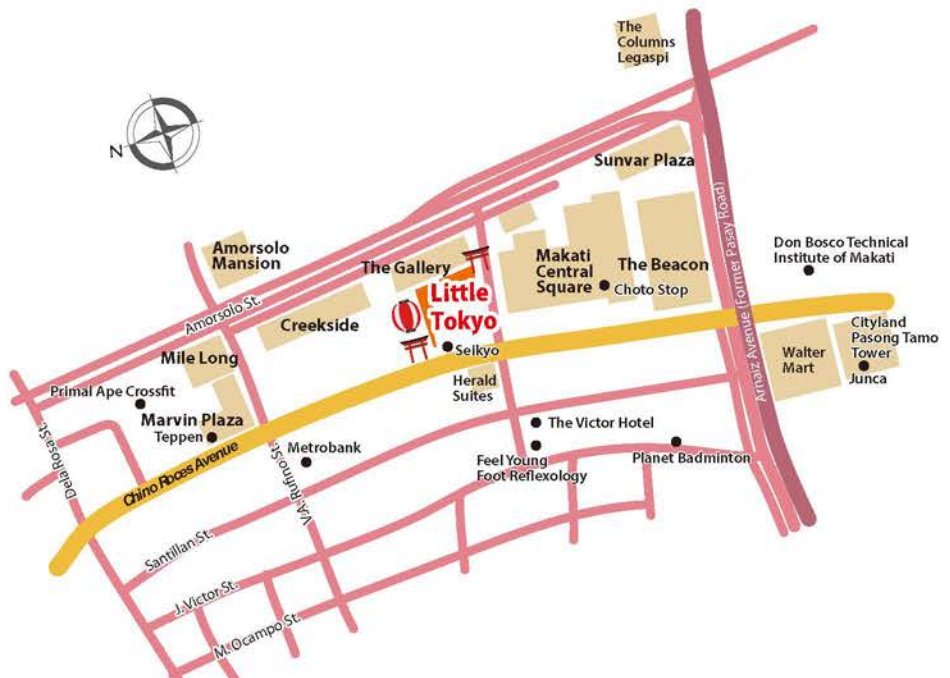 The
Columns
Legaspi
N
Sunvar Plaza
Amorsolo
Mansion
The Gallery
Little
Tokyo
Makati
Central
Square
The Beacon
Choto Stop
Don Bosco Technical
Institute of Makati
Arnaiz Avenue (Former Pasay Road)
Amorsolo St.
Creekside
Seikyo
Mile Long
Herald
Suites
Walter
Mart
Cityland
Pasong Tamo
Tower
Junca
Primal Ape Crossfit
Marvin Plaza
Teppen
Chino Roces Avenue
Metrobank
The Victor Hotel
Feel Young
Foot Reflexology
Planet Badminton
Dela Rosa St.
V.A. Rufino St.
Santillan St.
J. Victor St.
M. Ocampo St.